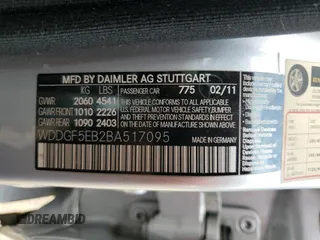 MFD BY DAIMLER AG STUTTGART
KG LBS PASSENGER CAR 775 02/11
GVWR 2060 4541
GAWR FRONT 1010 2226
GAWR REAR 1090 2403
THIS VEHICLE CONFORMS TO ALL APPLICABLE FEDERAL MOTOR VEHICLE SAFETY, BUMPER, AND THEFT PREVENTION STANDARDS IN EFFECT ON THE DATE OF MANUFACTURE SHOWN ABOVE.
WDDGF5EB2BA517095
MADE IN GERMANY
DREAMBID